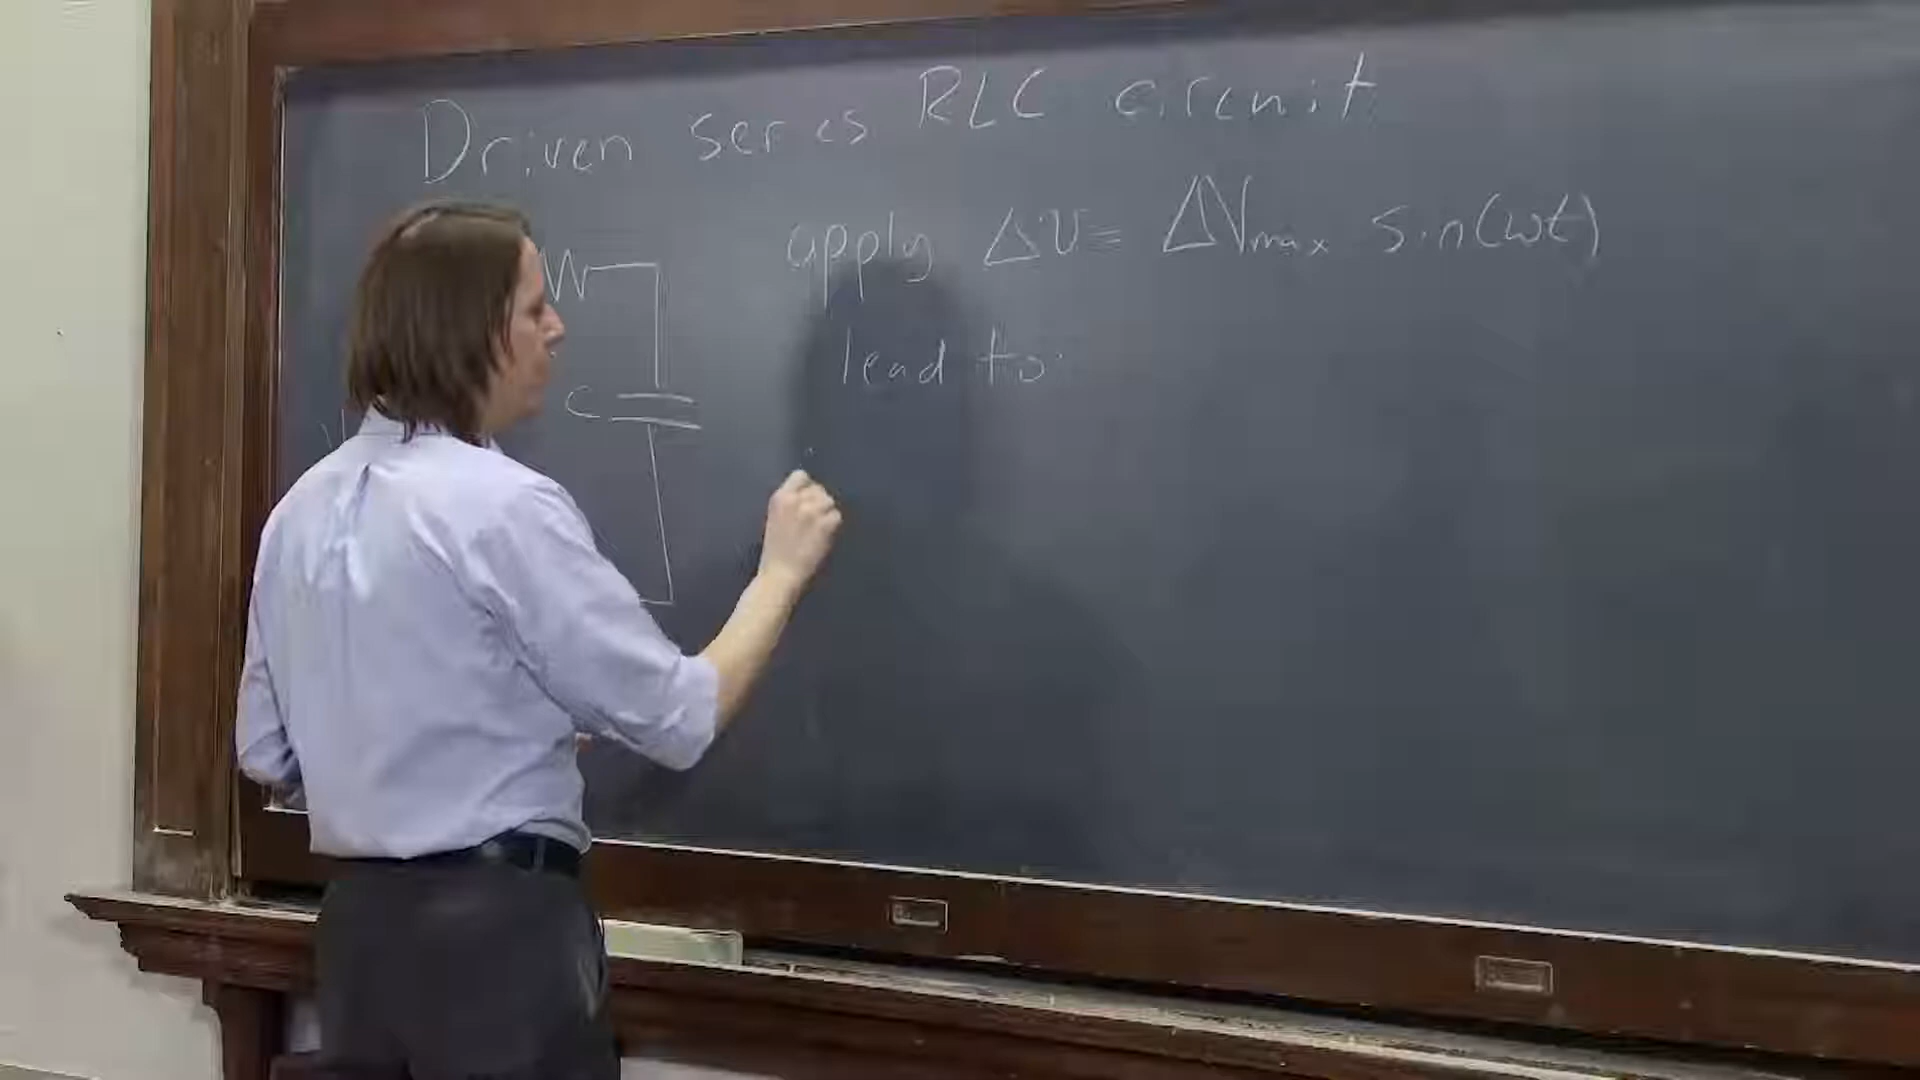 Driven series RLC circuit
apply Δv = ΔVmax sin(ωt)
lead to
C